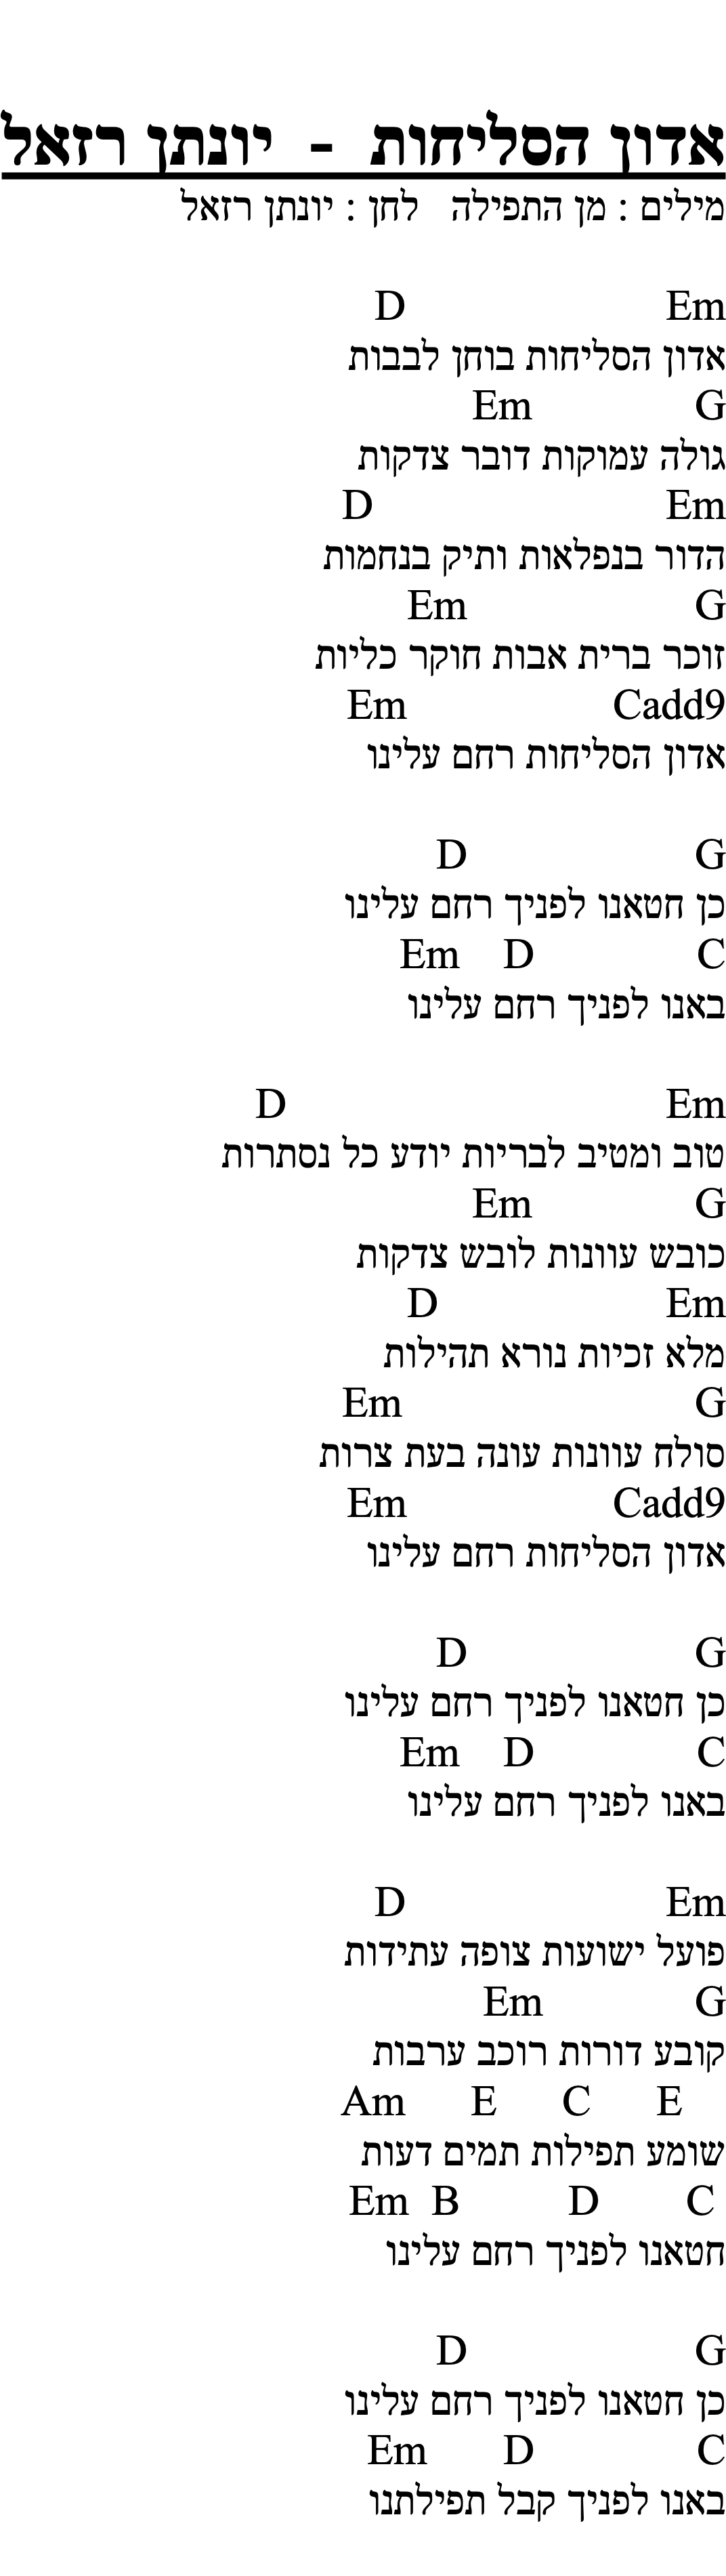 אדון הסליחות - יונתן רזאל
מילים : מן התפילה לחן : יונתן רזאל
Em D
אדון הסליחות בוחן לבבות
G Em
גולה עמוקות דובר צדקות
Em D
הדור בנפלאות ותיק בנחמות
G Em
זוכר ברית אבות חוקר כליות
Cadd9 Em
אדון הסליחות רחם עלינו
G D
כן חטאנו לפניך רחם עלינו
C D Em
באנו לפניך רחם עלינו
Em D
טוב ומטיב לבריות יודע כל נסתרות
G Em
כובש עוונות לובש צדקות
Em D
מלא זכיות נורא תהילות
G Em
סולח עוונות עונה בעת צרות
Cadd9 Em
אדון הסליחות רחם עלינו
G D
כן חטאנו לפניך רחם עלינו
C D Em
באנו לפניך רחם עלינו
Em D
פועל ישועות צופה עתידות
G Em
קובע דורות רוכב ערבות
E C E Am
שומע תפילות תמים דעות
C D B Em
חטאנו לפניך רחם עלינו
G D
כן חטאנו לפניך רחם עלינו
C D Em
באנו לפניך קבל תפילתנו